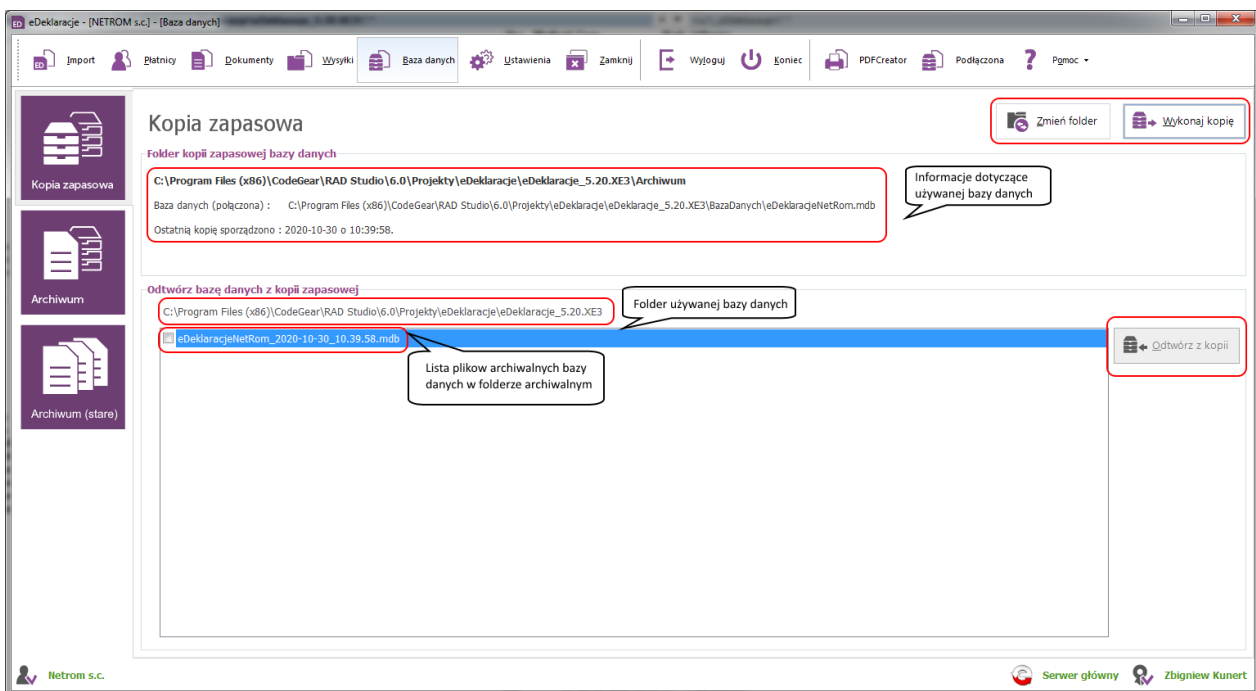 eDeklaracje - [NETROM s.c.] - [Baza danych]
Import Płatnicy Dokumenty Wysyłki Baza danych Ustawienia Zamknij Wyloguj Koniec PDFCreator Podłączona Pomoc
Kopia zapasowa
Zmień folder
Wykonaj kopię
Folder kopii zapasowej bazy danych
Kopia zapasowa
C:\Program Files (x86)\CodeGear\RAD Studio\6.0\Projekty\eDeklaracje\eDeklaracje_5.20.XE3\Archiwum
Informacje dotyczące
używanej bazy danych
Baza danych (połączona) : C:\Program Files (x86)\CodeGear\RAD Studio\6.0\Projekty\eDeklaracje\eDeklaracje_5.20.XE3\BazaDanych\eDeklaracjeNetRom.mdb
Ostatnią kopię sporządzono : 2020-10-30 o 10:39:58.
Archiwum
Odtwórz bazę danych z kopii zapasowej
C:\Program Files (x86)\CodeGear\RAD Studio\6.0\Projekty\eDeklaracje\eDeklaracje_5.20.XE3
Folder używanej bazy danych
eDeklaracjeNetRom_2020-10-30_10.39.58.mdb
Odtwórz z kopii
Lista plikow archiwalnych bazy
danych w folderze archiwalnym
Archiwum (stare)
Netrom s.c.
Serwer główny
Zbigniew Kunert